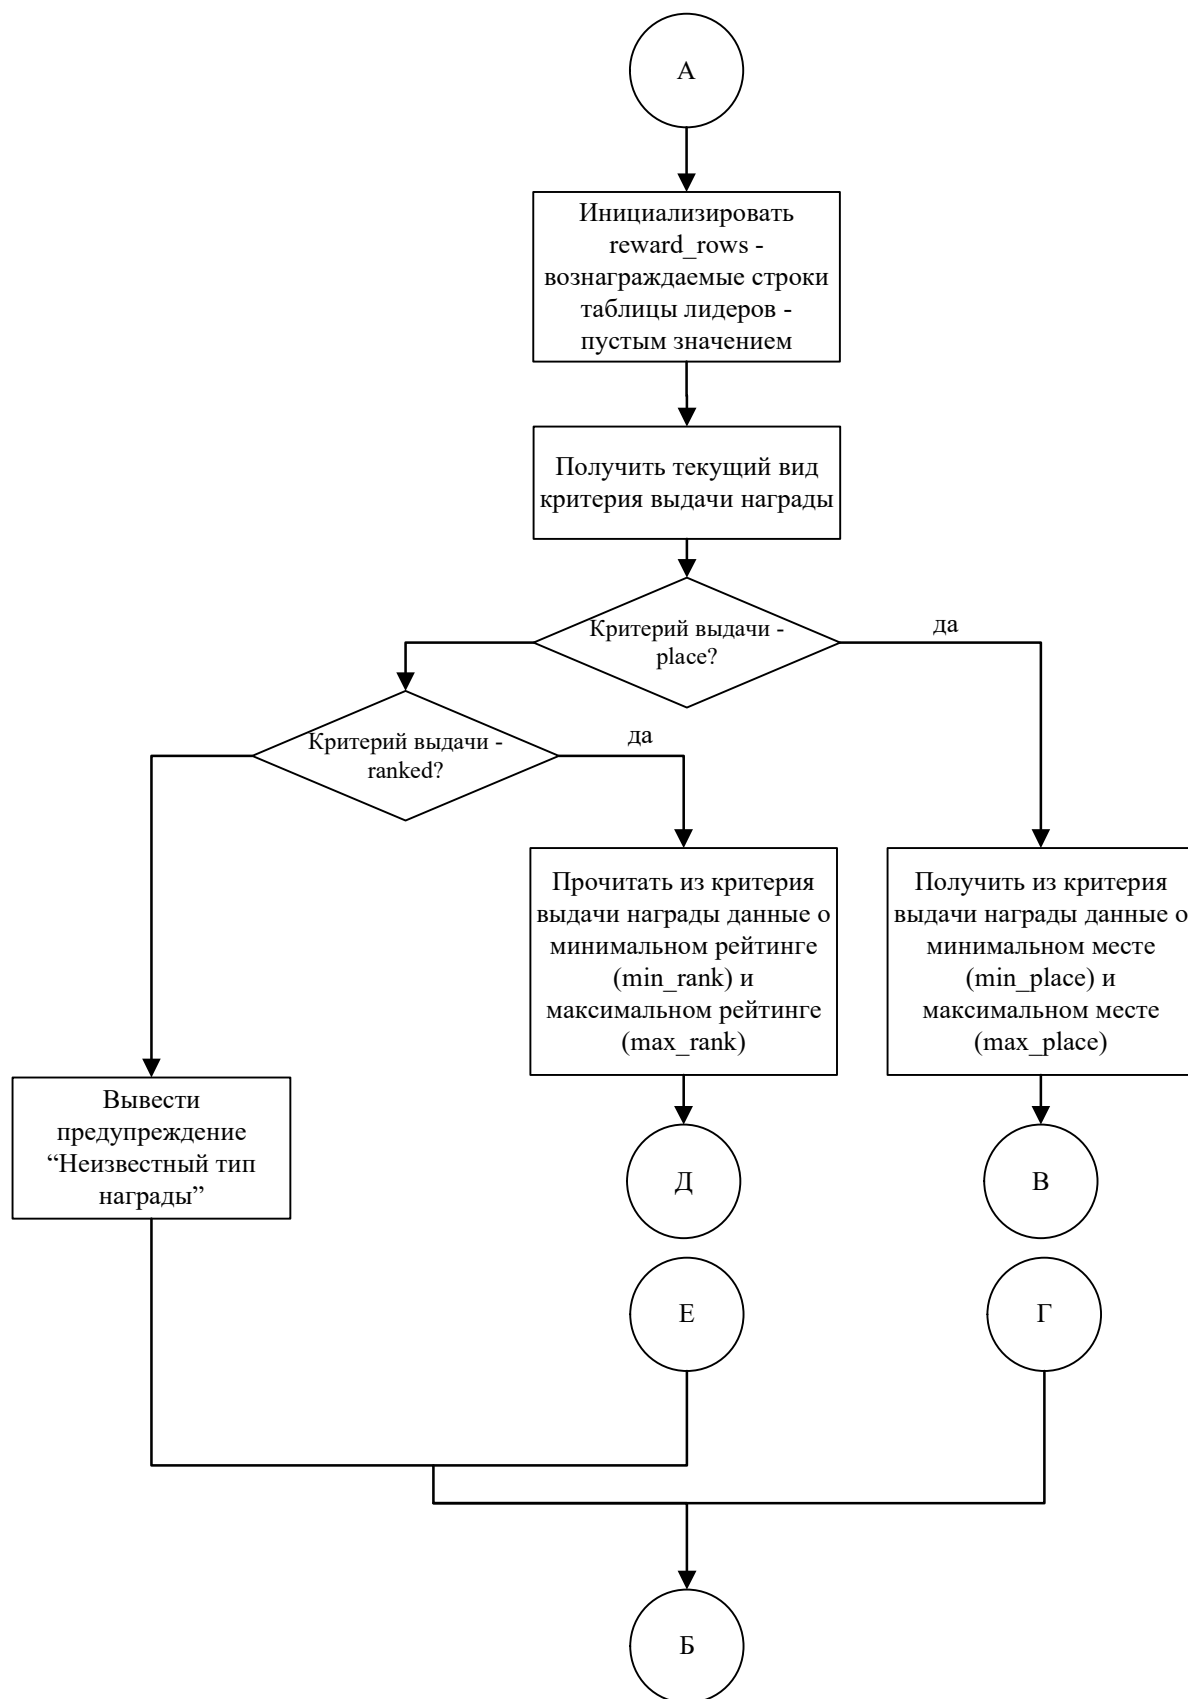 А
Инициализировать
reward_rows -
вознаграждаемые строки
таблицы лидеров -
пустым значением
Получить текущий вид
критерия выдачи награды
Критерий выдачи -
place?
да
Критерий выдачи -
ranked?
да
Прочитать из критерия
выдачи награды данные о
минимальном рейтинге
(min_rank) и
максимальном рейтинге
(max_rank)
Получить из критерия
выдачи награды данные о
минимальном месте
(min_place) и
максимальном месте
(max_place)
Вывести
предупреждение
“Неизвестный тип
награды”
Д
В
Е
Г
Б